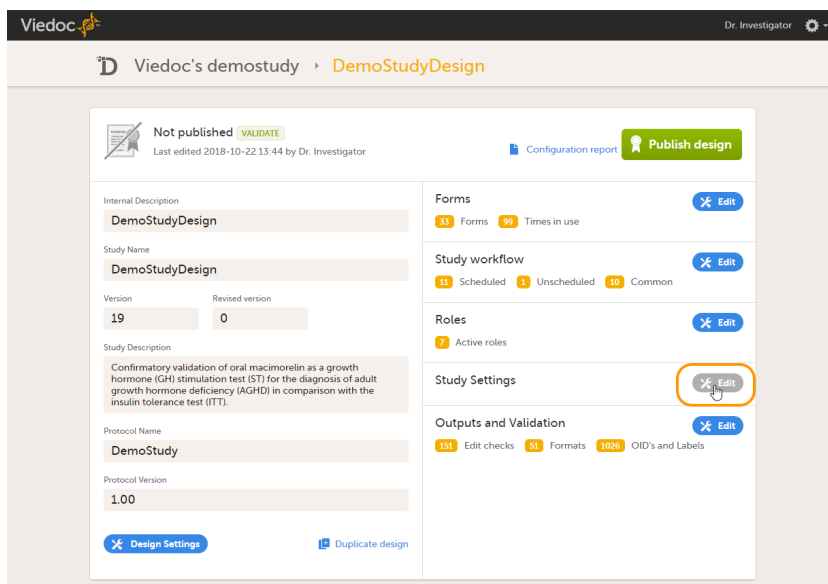 Viedoc
Dr. Investigator
Viedoc's demostudy DemoStudyDesign
Not published VALIDATE
Last edited 2018-10-22 13:44 by Dr. Investigator
Configuration report
Publish design
Internal Description
DemoStudyDesign
Study Name
DemoStudyDesign
Version Revised version
19 0
Study Description
Confirmatory validation of oral macimorelin as a growth
hormone (GH) stimulation test (ST) for the diagnosis of adult
growth hormone deficiency (AGHD) in comparison with the
insulin tolerance test (ITT).
Protocol Name
DemoStudy
Protocol Version
1.00
Design Settings
Duplicate design
Forms
Edit
33 Forms 99 Times in use
Study workflow
Edit
11 Scheduled 1 Unscheduled 10 Common
Roles
Edit
7 Active roles
Study Settings
Edit
Outputs and Validation
Edit
151 Edit checks 51 Formats 1026 OID's and Labels